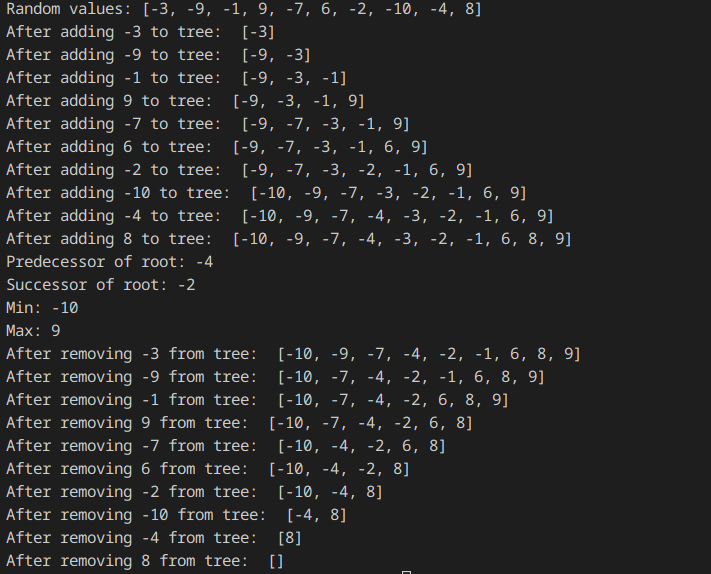 Random values: [-3, -9, -1, 9, -7, 6, -2, -10, -4, 8]
After adding -3 to tree:  [-3]
After adding -9 to tree:  [-9, -3]
After adding -1 to tree:  [-9, -3, -1]
After adding 9 to tree:  [-9, -3, -1, 9]
After adding -7 to tree:  [-9, -7, -3, -1, 9]
After adding 6 to tree:  [-9, -7, -3, -1, 6, 9]
After adding -2 to tree:  [-9, -7, -3, -2, -1, 6, 9]
After adding -10 to tree:  [-10, -9, -7, -3, -2, -1, 6, 9]
After adding -4 to tree:  [-10, -9, -7, -4, -3, -2, -1, 6, 9]
After adding 8 to tree:  [-10, -9, -7, -4, -3, -2, -1, 6, 8, 9]
Predecessor of root: -4
Successor of root: -2
Min: -10
Max: 9
After removing -3 from tree:  [-10, -9, -7, -4, -2, -1, 6, 8, 9]
After removing -9 from tree:  [-10, -7, -4, -2, -1, 6, 8, 9]
After removing -1 from tree:  [-10, -7, -4, -2, 6, 8, 9]
After removing 9 from tree:  [-10, -7, -4, -2, 6, 8]
After removing -7 from tree:  [-10, -4, -2, 6, 8]
After removing 6 from tree:  [-10, -4, -2, 8]
After removing -2 from tree:  [-10, -4, 8]
After removing -10 from tree:  [-4, 8]
After removing -4 from tree:  [8]
After removing 8 from tree:  []